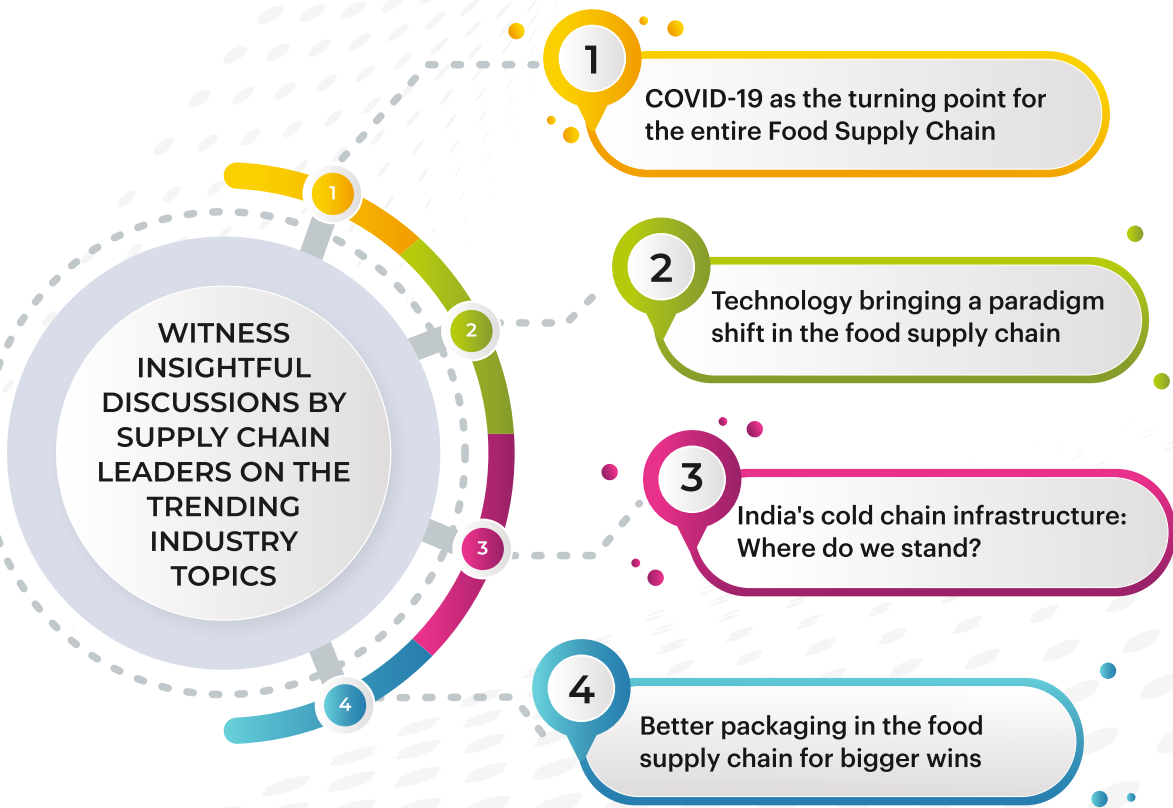 WITNESS
INSIGHTFUL
DISCUSSIONS BY
SUPPLY CHAIN
LEADERS ON THE
TRENDING
INDUSTRY
TOPICS
1
2
3
4
1
COVID-19 as the turning point for
the entire Food Supply Chain
2
Technology bringing a paradigm
shift in the food supply chain
3
India's cold chain infrastructure:
Where do we stand?
4
Better packaging in the food
supply chain for bigger wins